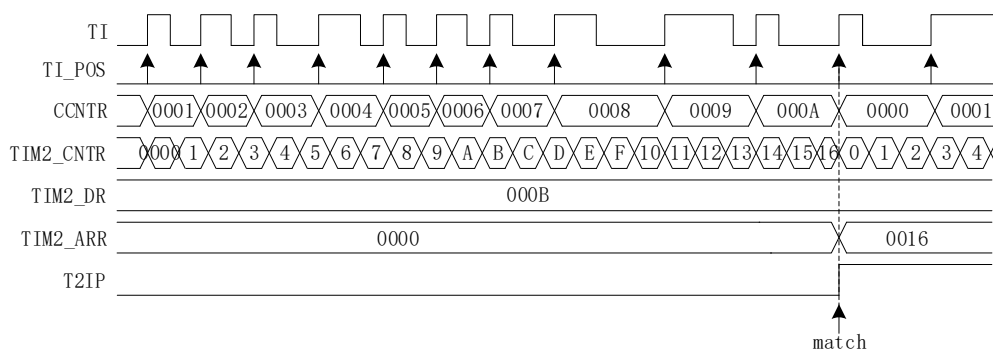 TI
TI_POS
CCNTR 0001 0002 0003 0004 0005 0006 0007 0008 0009 000A 0000 0001
TIM2_CNTR 0000 1 2 3 4 5 6 7 8 9 A B C D E F 10 11 12 13 14 15 16 0 1 2 3 4
TIM2_DR 000B
TIM2_ARR 0000 0016
T2IP
match